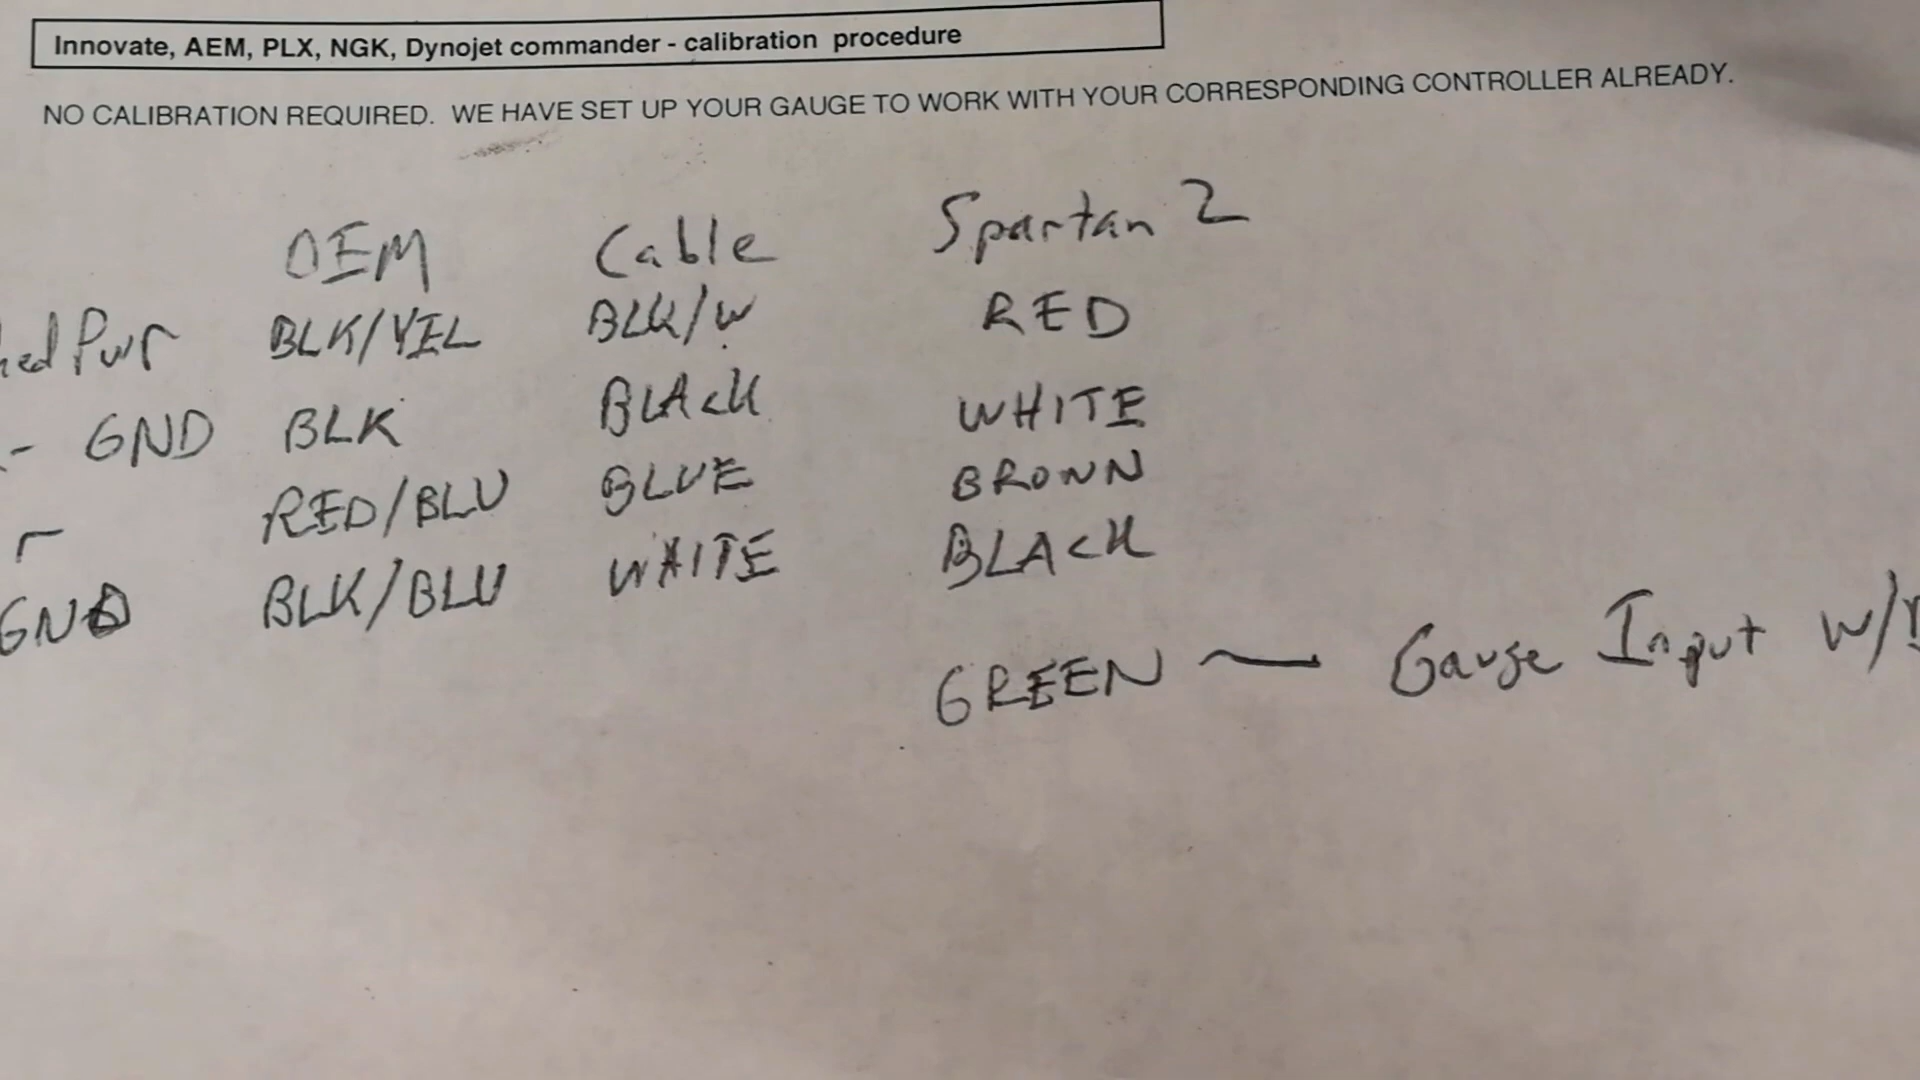 Innovate, AEM, PLX, NGK, Dynojet commander - calibration procedure
NO CALIBRATION REQUIRED. WE HAVE SET UP YOUR GAUGE TO WORK WITH YOUR CORRESPONDING CONTROLLER ALREADY.
OEM Cable Spartan 2
hed Pwr BLK/YEL BLK/W RED
- GND BLK BLACK WHITE
r RED/BLU BLUE BROWN
GND BLK/BLU WHITE BLACK
GREEN — Gauge Input w/